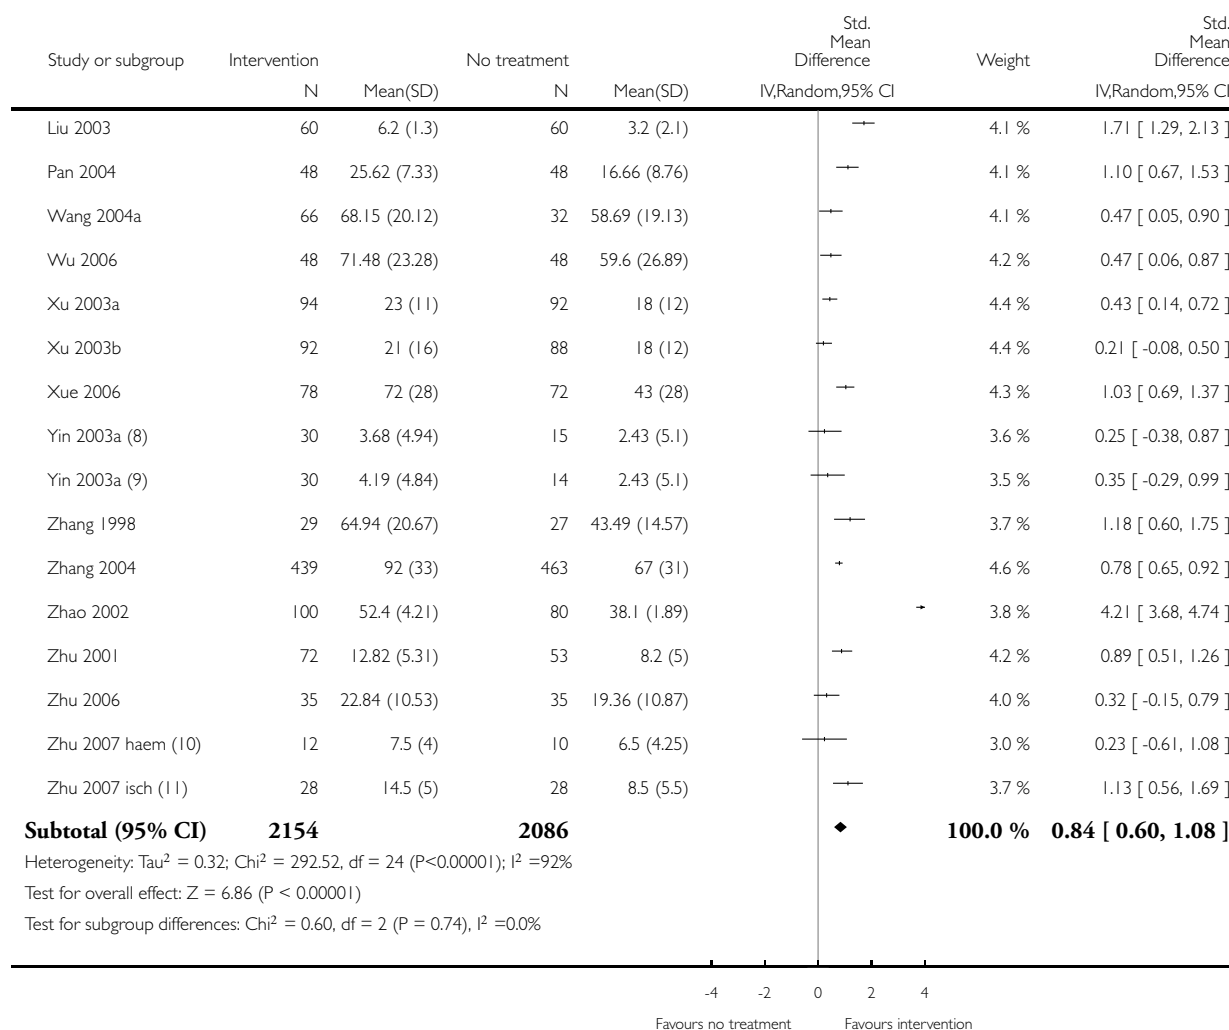 Study or subgroup Intervention No treatment Std. Mean Difference Weight Std. Mean Difference
N Mean(SD) N Mean(SD) IV,Random,95% CI IV,Random,95% CI
Liu 2003 60 6.2 (1.3) 60 3.2 (2.1) 4.1 % 1.71 [ 1.29, 2.13 ]
Pan 2004 48 25.62 (7.33) 48 16.66 (8.76) 4.1 % 1.10 [ 0.67, 1.53 ]
Wang 2004a 66 68.15 (20.12) 32 58.69 (19.13) 4.1 % 0.47 [ 0.05, 0.90 ]
Wu 2006 48 71.48 (23.28) 48 59.6 (26.89) 4.2 % 0.47 [ 0.06, 0.87 ]
Xu 2003a 94 23 (11) 92 18 (12) 4.4 % 0.43 [ 0.14, 0.72 ]
Xu 2003b 92 21 (16) 88 18 (12) 4.4 % 0.21 [ -0.08, 0.50 ]
Xue 2006 78 72 (28) 72 43 (28) 4.3 % 1.03 [ 0.69, 1.37 ]
Yin 2003a (8) 30 3.68 (4.94) 15 2.43 (5.1) 3.6 % 0.25 [ -0.38, 0.87 ]
Yin 2003a (9) 30 4.19 (4.84) 14 2.43 (5.1) 3.5 % 0.35 [ -0.29, 0.99 ]
Zhang 1998 29 64.94 (20.67) 27 43.49 (14.57) 3.7 % 1.18 [ 0.60, 1.75 ]
Zhang 2004 439 92 (33) 463 67 (31) 4.6 % 0.78 [ 0.65, 0.92 ]
Zhao 2002 100 52.4 (4.21) 80 38.1 (1.89) 3.8 % 4.21 [ 3.68, 4.74 ]
Zhu 2001 72 12.82 (5.31) 53 8.2 (5) 4.2 % 0.89 [ 0.51, 1.26 ]
Zhu 2006 35 22.84 (10.53) 35 19.36 (10.87) 4.0 % 0.32 [ -0.15, 0.79 ]
Zhu 2007 haem (10) 12 7.5 (4) 10 6.5 (4.25) 3.0 % 0.23 [ -0.61, 1.08 ]
Zhu 2007 isch (11) 28 14.5 (5) 28 8.5 (5.5) 3.7 % 1.13 [ 0.56, 1.69 ]
Subtotal (95% CI) 2154 2086 100.0 % 0.84 [ 0.60, 1.08 ]
Heterogeneity: Tau² = 0.32; Chi² = 292.52, df = 24 (P<0.00001); I² =92%
Test for overall effect: Z = 6.86 (P < 0.00001)
Test for subgroup differences: Chi² = 0.60, df = 2 (P = 0.74), I² =0.0%
-4 -2 0 2 4
Favours no treatment Favours intervention